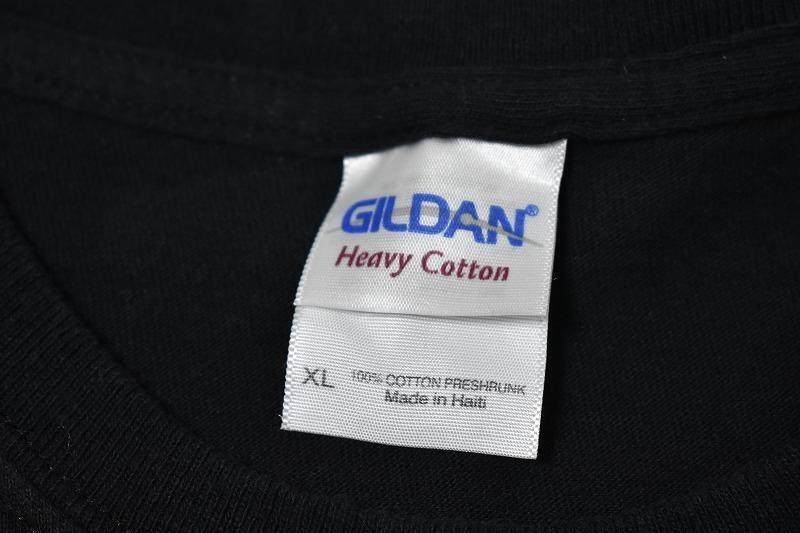 GILDAN®
Heavy Cotton
XL
100% COTTON PRESHRUNK
Made in Haiti